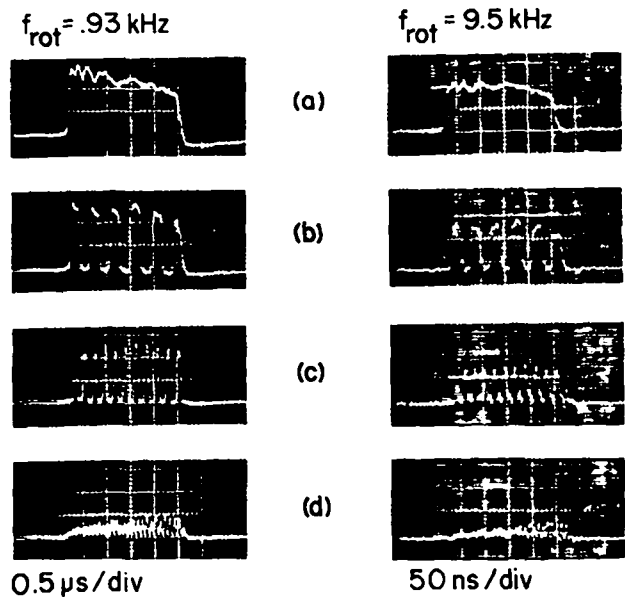 f_rot = .93 kHz
f_rot = 9.5 kHz
(a)
(b)
(c)
(d)
0.5 μs/div
50 ns/div